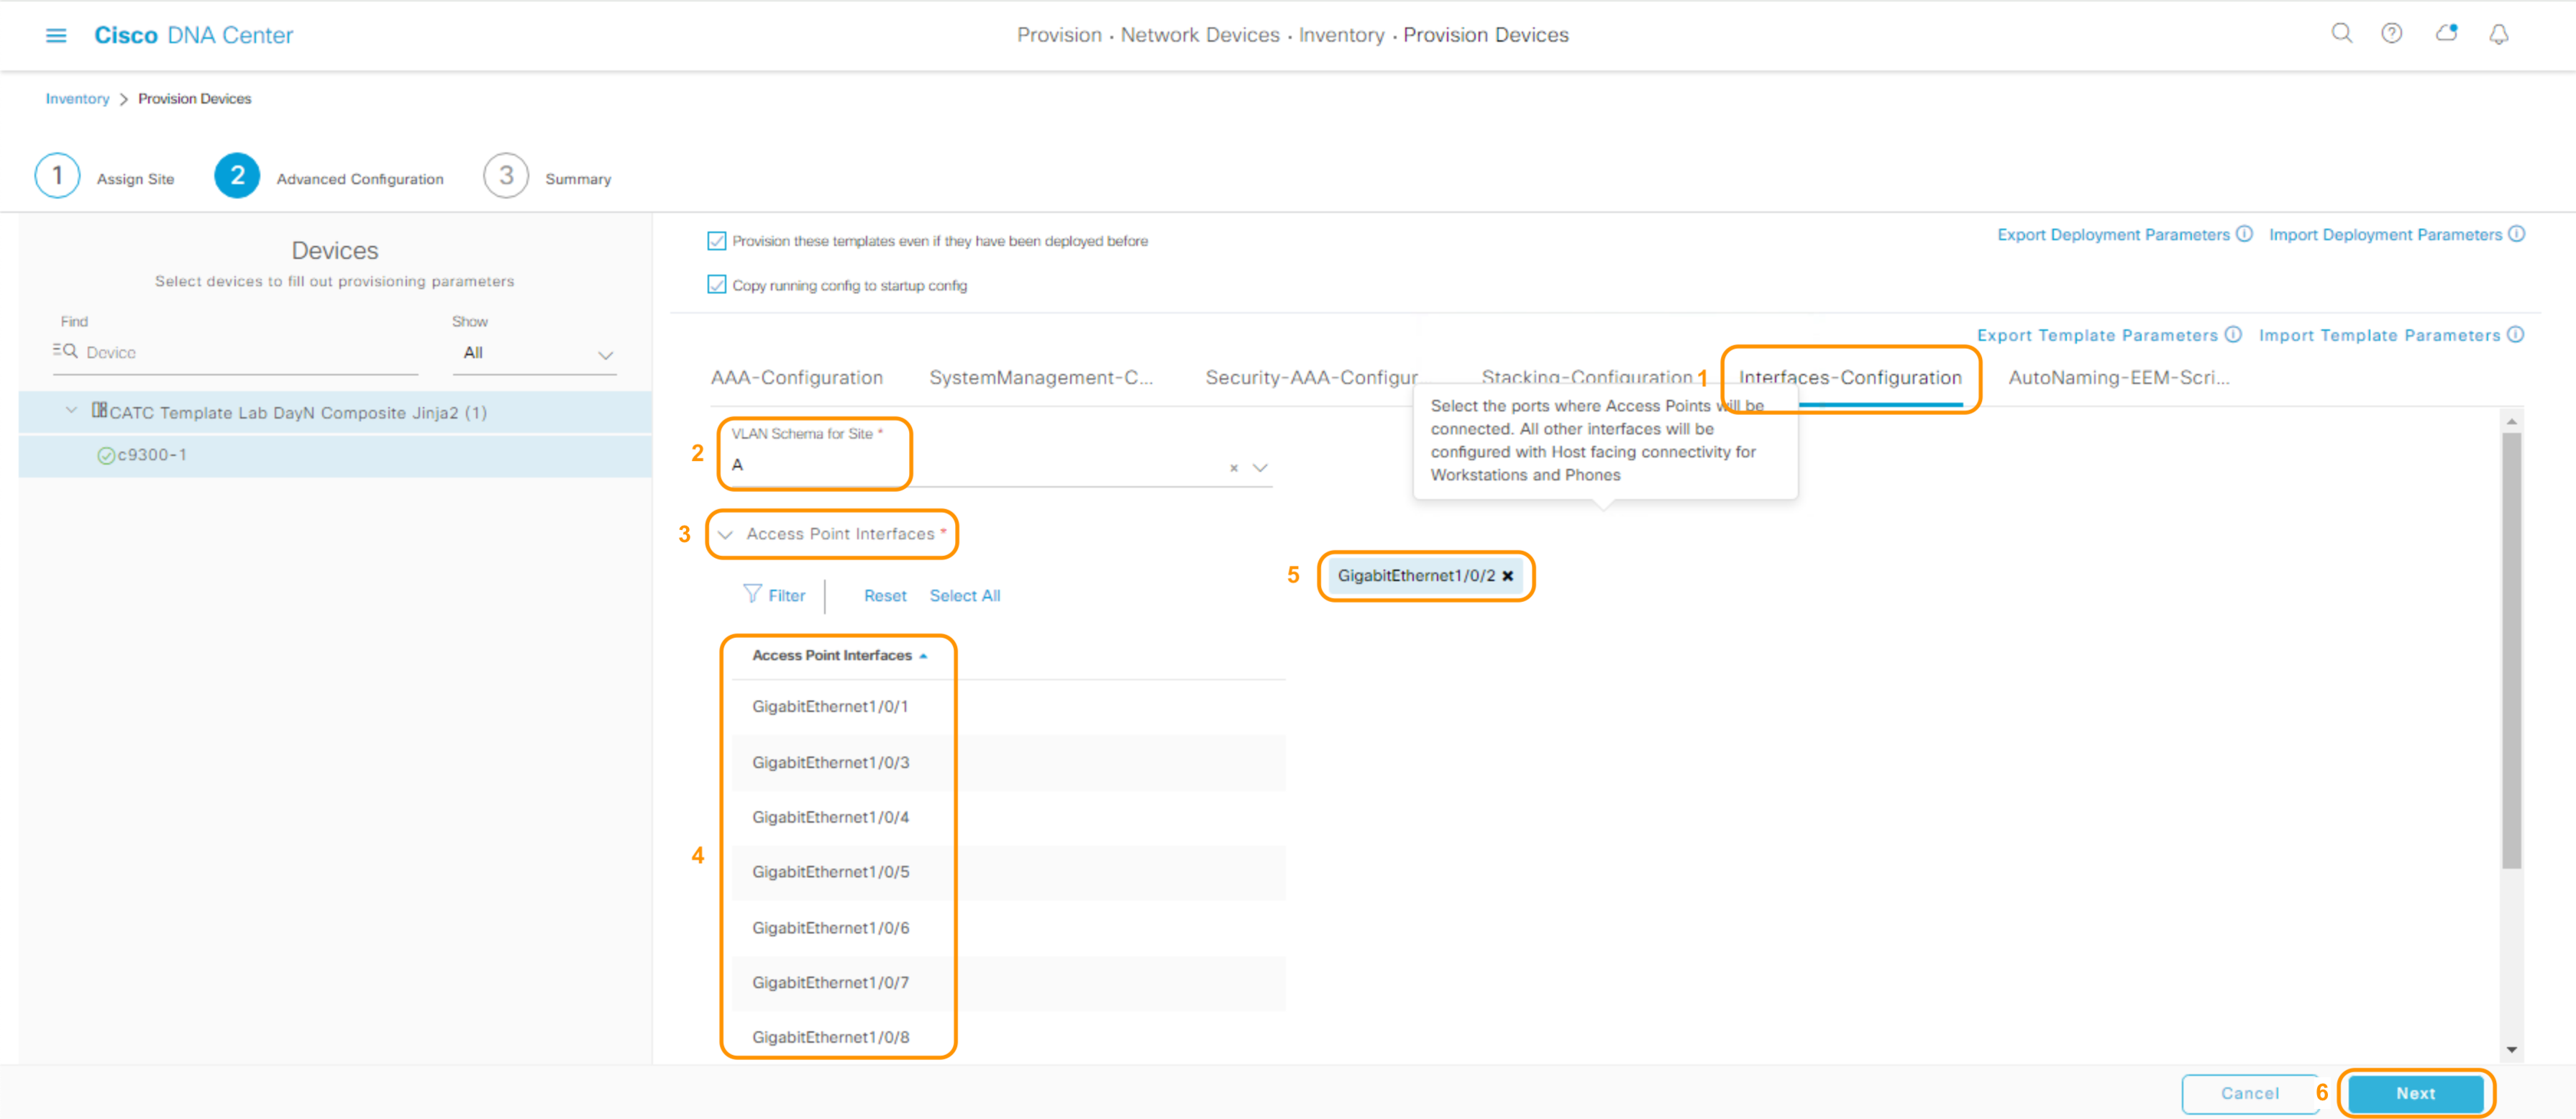 Cisco DNA Center
Provision · Network Devices · Inventory · Provision Devices
Inventory > Provision Devices
1 Assign Site
2 Advanced Configuration
3 Summary
Devices
Select devices to fill out provisioning parameters
Find
Show
Device
All
CATC Template Lab DayN Composite Jinja2 (1)
c9300-1
Provision these templates even if they have been deployed before
Copy running config to startup config
Export Deployment Parameters
Import Deployment Parameters
Export Template Parameters
Import Template Parameters
AAA-Configuration
SystemManagement-C...
Security-AAA-Configur
Stacking-Configuration
1
Interfaces-Configuration
AutoNaming-EEM-Scri...
Select the ports where Access Points will be
connected. All other interfaces will be
configured with Host facing connectivity for
Workstations and Phones
2
VLAN Schema for Site *
A
3
Access Point Interfaces *
Filter
Reset
Select All
5
GigabitEthernet1/0/2
4
Access Point Interfaces
GigabitEthernet1/0/1
GigabitEthernet1/0/3
GigabitEthernet1/0/4
GigabitEthernet1/0/5
GigabitEthernet1/0/6
GigabitEthernet1/0/7
GigabitEthernet1/0/8
Cancel
6
Next